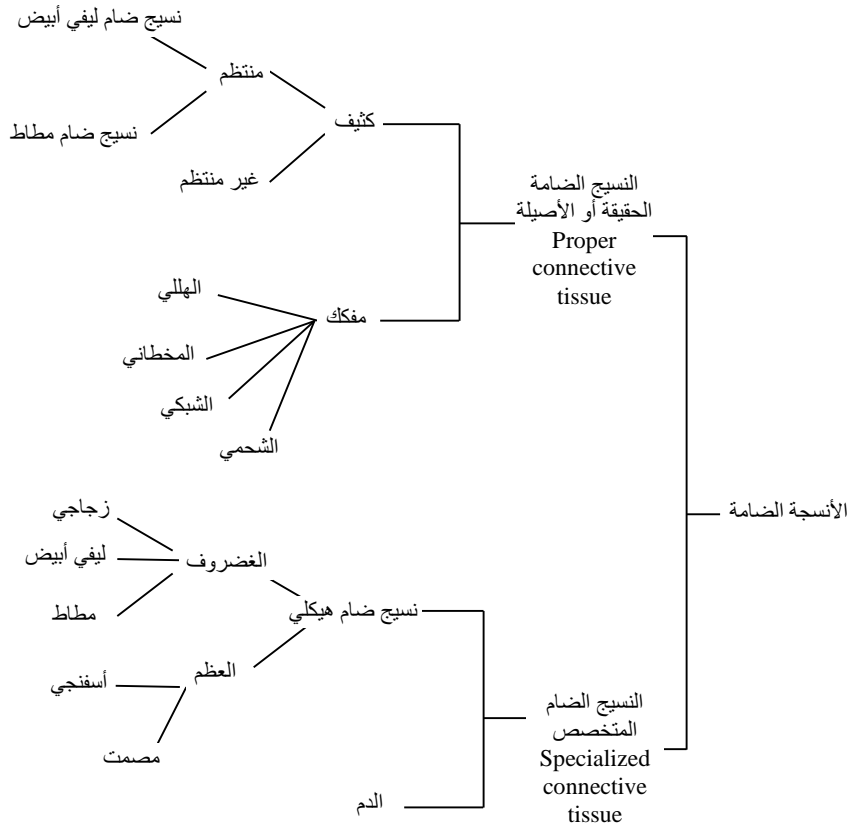 نسيج ضام ليفي أبيض
منتظم
كثيف
نسيج ضام مطاط
غير منتظم
النسيج الضامة
الحقيقة أو الأصيلة
Proper
connective
tissue
الهللي
مفكك
المخطاني
الشبكي
الشحمي
الأنسجة الضامة
زجاجي
ليفي أبيض
الغضروف
مطاط
نسيج ضام هيكلي
العظم
أسفنجي
مصمت
النسيج الضام
المتخصص
Specialized
connective
tissue
الدم